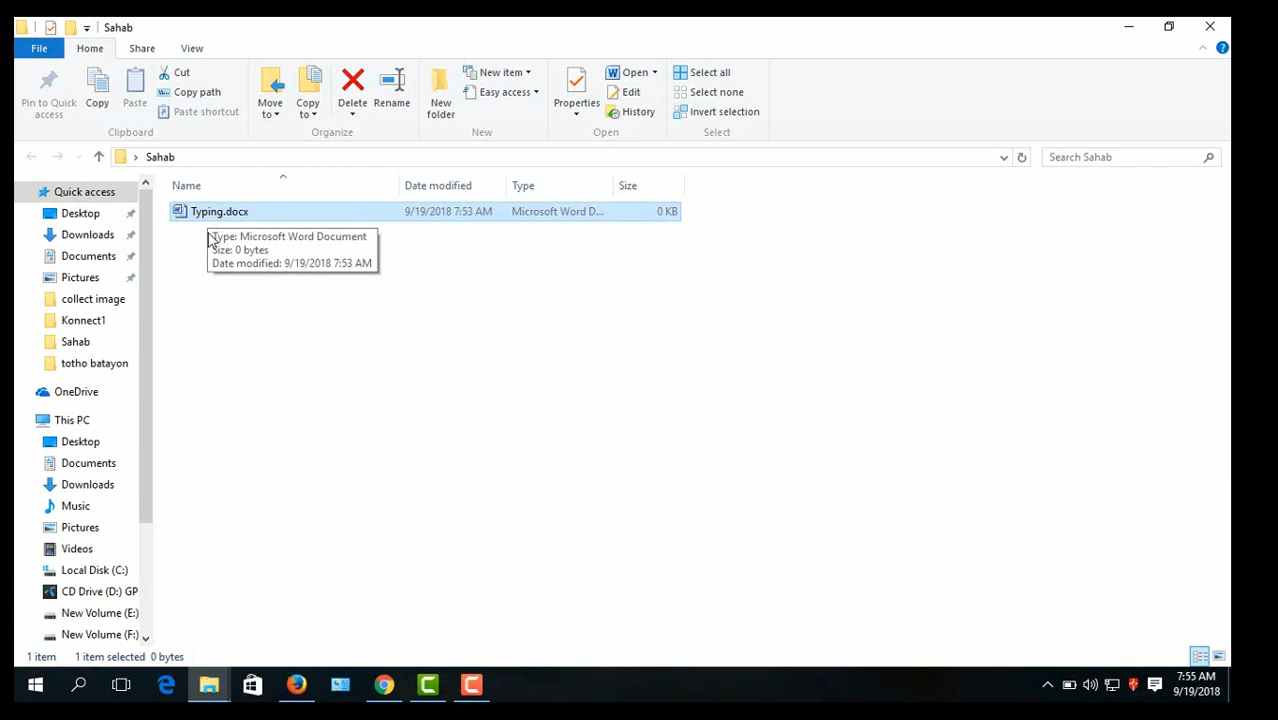 Sahab
File Home Share View
Pin to Quick access
Copy
Paste
Cut
Copy path
Paste shortcut
Clipboard
Move to
Copy to
Delete
Rename
Organize
New folder
New item
Easy access
New
Properties
Open
Edit
History
Open
Select all
Select none
Invert selection
Select
Sahab
Search Sahab
Name Date modified Type Size
Typing.docx 9/19/2018 7:53 AM Microsoft Word D... 0 KB
Type: Microsoft Word Document
Size: 0 bytes
Date modified: 9/19/2018 7:53 AM
Quick access
Desktop
Downloads
Documents
Pictures
collect image
Konnect1
Sahab
totho batayon
OneDrive
This PC
Desktop
Documents
Downloads
Music
Pictures
Videos
Local Disk (C:)
CD Drive (D:) GP
New Volume (E:)
New Volume (F:)
1 item 1 item selected 0 bytes
7:55 AM
9/19/2018